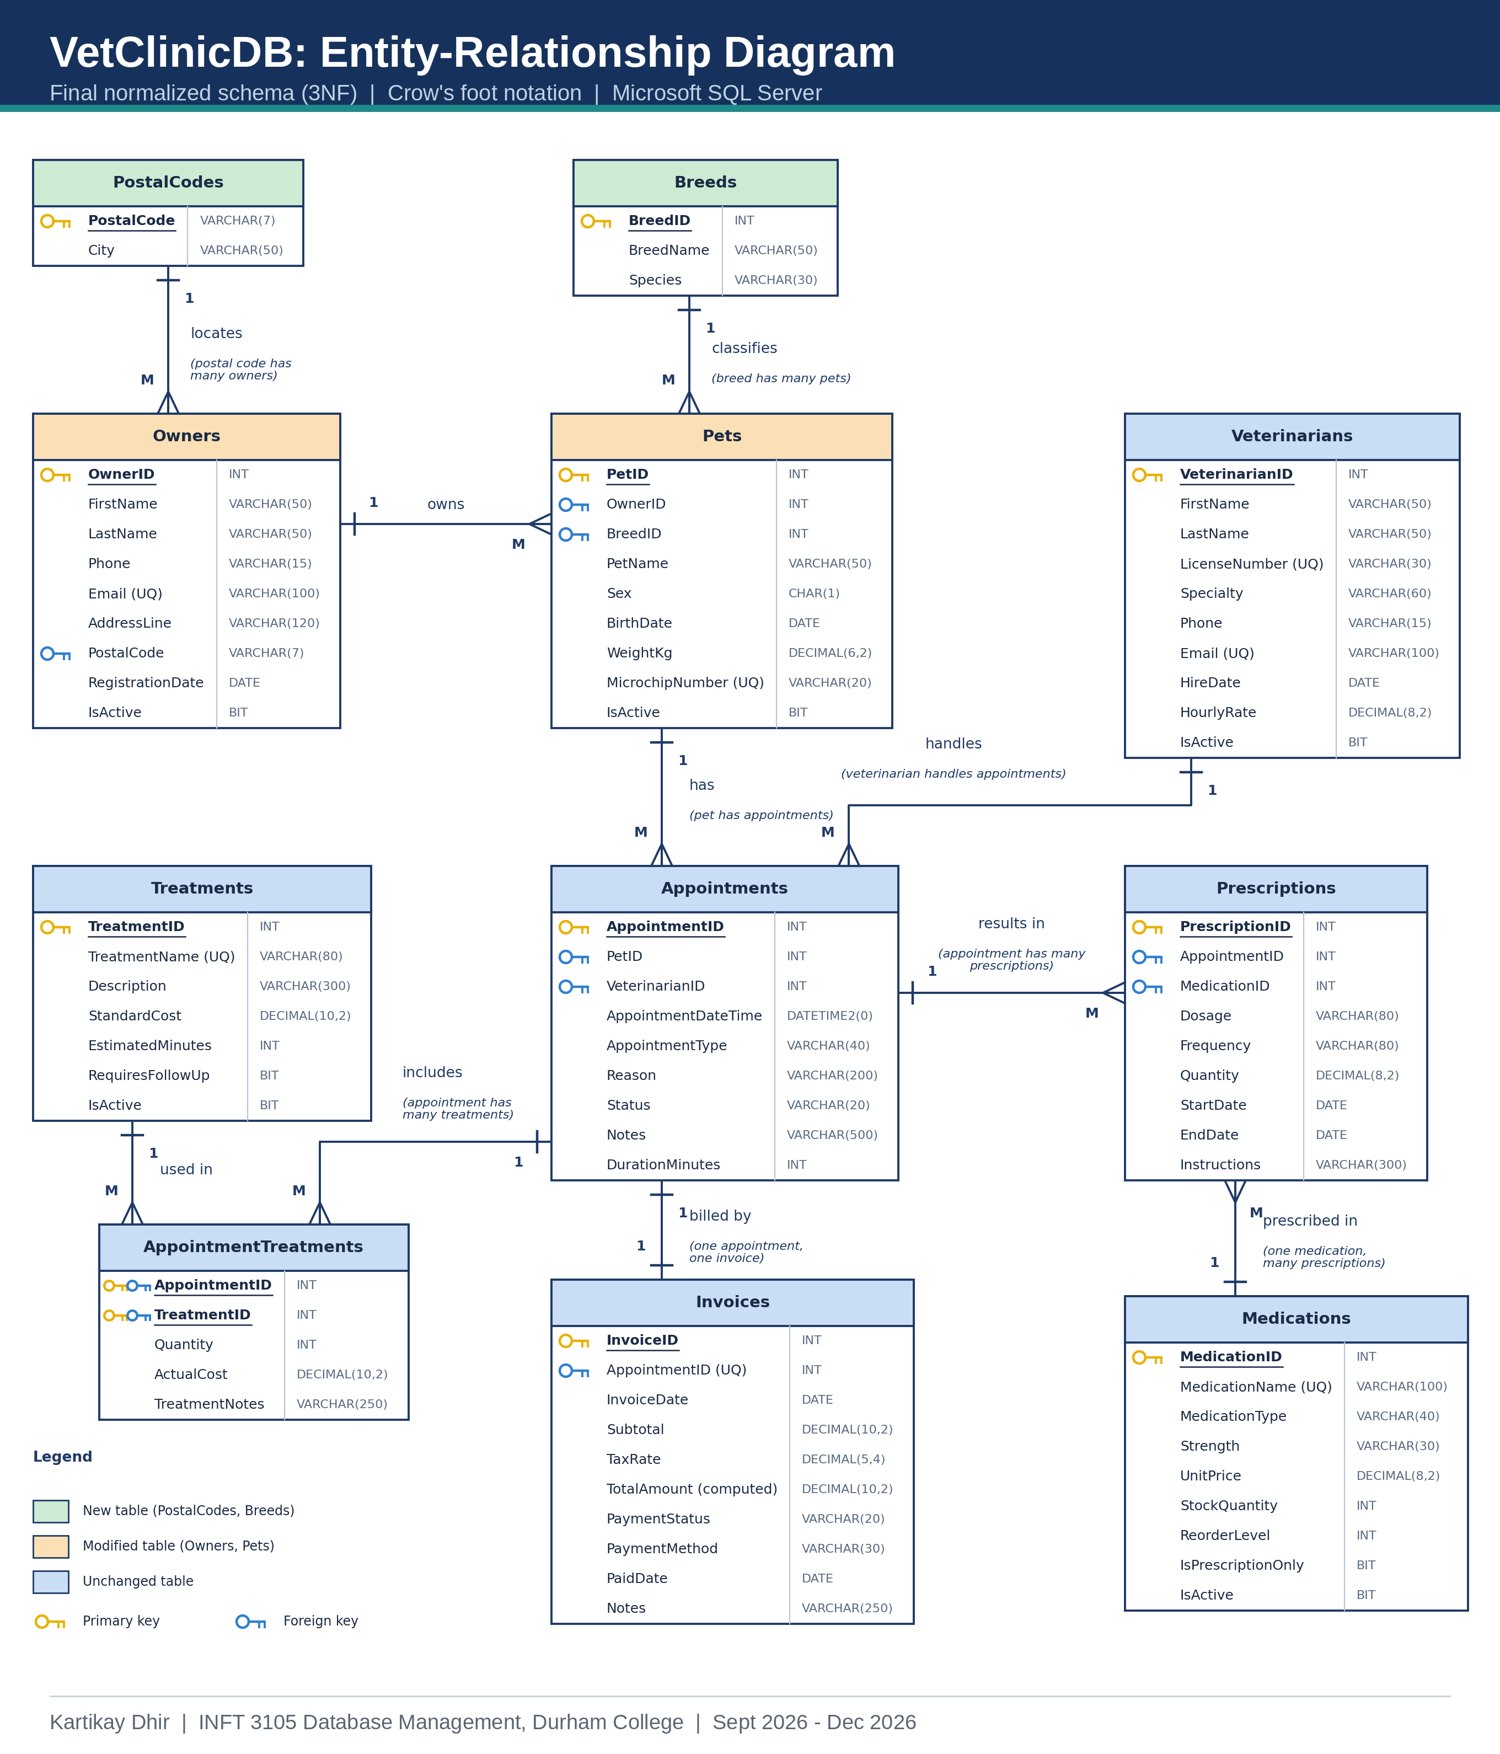 VetClinicDB: Entity-Relationship Diagram
Final normalized schema (3NF) | Crow's foot notation | Microsoft SQL Server
PostalCodes
PostalCode VARCHAR(7)
City VARCHAR(50)
Breeds
BreedID INT
BreedName VARCHAR(50)
Species VARCHAR(30)
1
locates
(postal code has
many owners)
M
1
classifies
(breed has many pets)
M
Owners
OwnerID INT
FirstName VARCHAR(50)
LastName VARCHAR(50)
Phone VARCHAR(15)
Email (UQ) VARCHAR(100)
AddressLine VARCHAR(120)
PostalCode VARCHAR(7)
RegistrationDate DATE
IsActive BIT
1
owns
M
Pets
PetID INT
OwnerID INT
BreedID INT
PetName VARCHAR(50)
Sex CHAR(1)
BirthDate DATE
WeightKg DECIMAL(6,2)
MicrochipNumber (UQ) VARCHAR(20)
IsActive BIT
Veterinarians
VeterinarianID INT
FirstName VARCHAR(50)
LastName VARCHAR(50)
LicenseNumber (UQ) VARCHAR(30)
Specialty VARCHAR(60)
Phone VARCHAR(15)
Email (UQ) VARCHAR(100)
HireDate DATE
HourlyRate DECIMAL(8,2)
IsActive BIT
1
has
(pet has appointments)
M
handles
(veterinarian handles appointments)
1
M
Treatments
TreatmentID INT
TreatmentName (UQ) VARCHAR(80)
Description VARCHAR(300)
StandardCost DECIMAL(10,2)
EstimatedMinutes INT
RequiresFollowUp BIT
IsActive BIT
Appointments
AppointmentID INT
PetID INT
VeterinarianID INT
AppointmentDateTime DATETIME2(0)
AppointmentType VARCHAR(40)
Reason VARCHAR(200)
Status VARCHAR(20)
Notes VARCHAR(500)
DurationMinutes INT
results in
(appointment has many
prescriptions)
1
M
Prescriptions
PrescriptionID INT
AppointmentID INT
MedicationID INT
Dosage VARCHAR(80)
Frequency VARCHAR(80)
Quantity DECIMAL(8,2)
StartDate DATE
EndDate DATE
Instructions VARCHAR(300)
includes
(appointment has
many treatments)
1
M
1
used in
M
1
billed by
(one appointment,
one invoice)
1
M
prescribed in
(one medication,
many prescriptions)
1
AppointmentTreatments
AppointmentID INT
TreatmentID INT
Quantity INT
ActualCost DECIMAL(10,2)
TreatmentNotes VARCHAR(250)
Invoices
InvoiceID INT
AppointmentID (UQ) INT
InvoiceDate DATE
Subtotal DECIMAL(10,2)
TaxRate DECIMAL(5,4)
TotalAmount (computed) DECIMAL(10,2)
PaymentStatus VARCHAR(20)
PaymentMethod VARCHAR(30)
PaidDate DATE
Notes VARCHAR(250)
Medications
MedicationID INT
MedicationName (UQ) VARCHAR(100)
MedicationType VARCHAR(40)
Strength VARCHAR(30)
UnitPrice DECIMAL(8,2)
StockQuantity INT
ReorderLevel INT
IsPrescriptionOnly BIT
IsActive BIT
Legend
New table (PostalCodes, Breeds)
Modified table (Owners, Pets)
Unchanged table
Primary key Foreign key
Kartikay Dhir | INFT 3105 Database Management, Durham College | Sept 2026 - Dec 2026